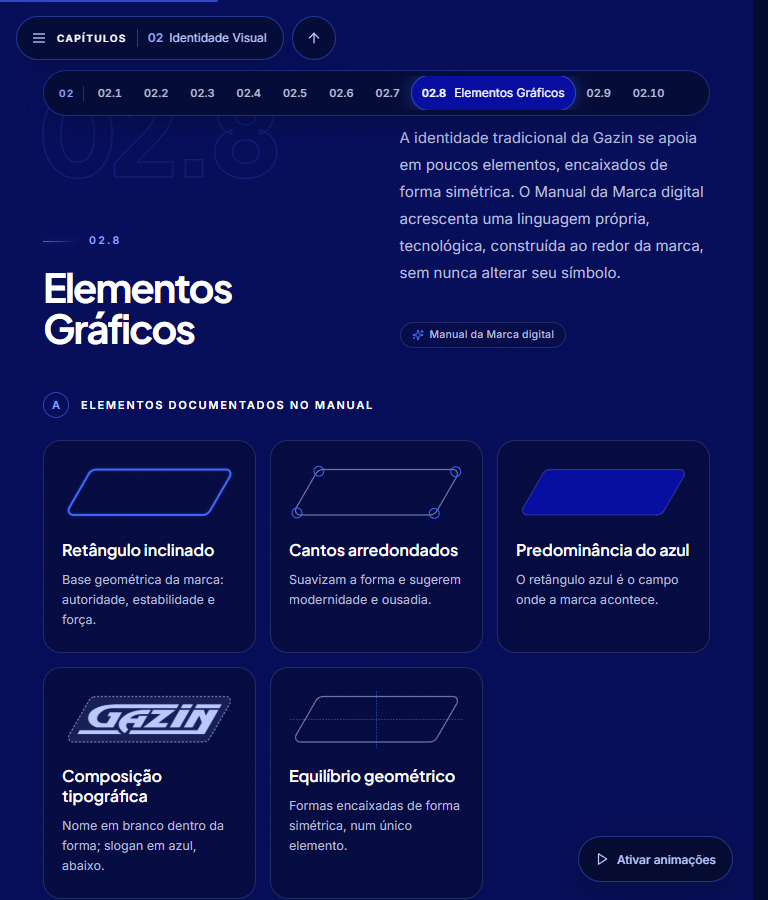 CAPÍTULOS 02 Identidade Visual
02 02.1 02.2 02.3 02.4 02.5 02.6 02.7 02.8 Elementos Gráficos 02.9 02.10
02.8
A identidade tradicional da Gazin se apoia
em poucos elementos, encaixados de
forma simétrica. O Manual da Marca digital
acrescenta uma linguagem própria,
tecnológica, construída ao redor da marca,
sem nunca alterar seu símbolo.
02.8
Elementos
Gráficos
Manual da Marca digital
A ELEMENTOS DOCUMENTADOS NO MANUAL
Retângulo inclinado
Base geométrica da marca:
autoridade, estabilidade e
força.
Cantos arredondados
Suavizam a forma e sugerem
modernidade e ousadia.
Predominância do azul
O retângulo azul é o campo
onde a marca acontece.
GAZIN
Composição
tipográfica
Nome em branco dentro da
forma; slogan em azul,
abaixo.
Equilíbrio geométrico
Formas encaixadas de forma
simétrica, num único
elemento.
Ativar animações